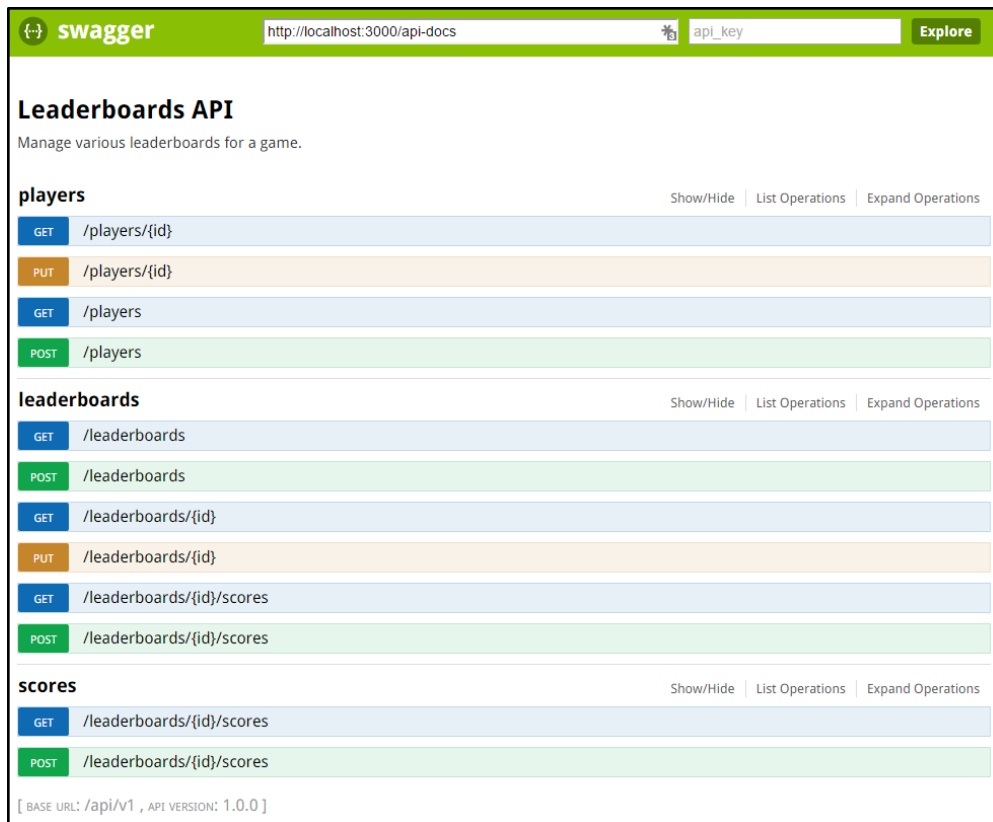 {··} swagger http://localhost:3000/api-docs api_key Explore
Leaderboards API
Manage various leaderboards for a game.
players Show/Hide List Operations Expand Operations
GET /players/{id}
PUT /players/{id}
GET /players
POST /players
leaderboards Show/Hide List Operations Expand Operations
GET /leaderboards
POST /leaderboards
GET /leaderboards/{id}
PUT /leaderboards/{id}
GET /leaderboards/{id}/scores
POST /leaderboards/{id}/scores
scores Show/Hide List Operations Expand Operations
GET /leaderboards/{id}/scores
POST /leaderboards/{id}/scores
[ BASE URL: /api/v1 , API VERSION: 1.0.0 ]